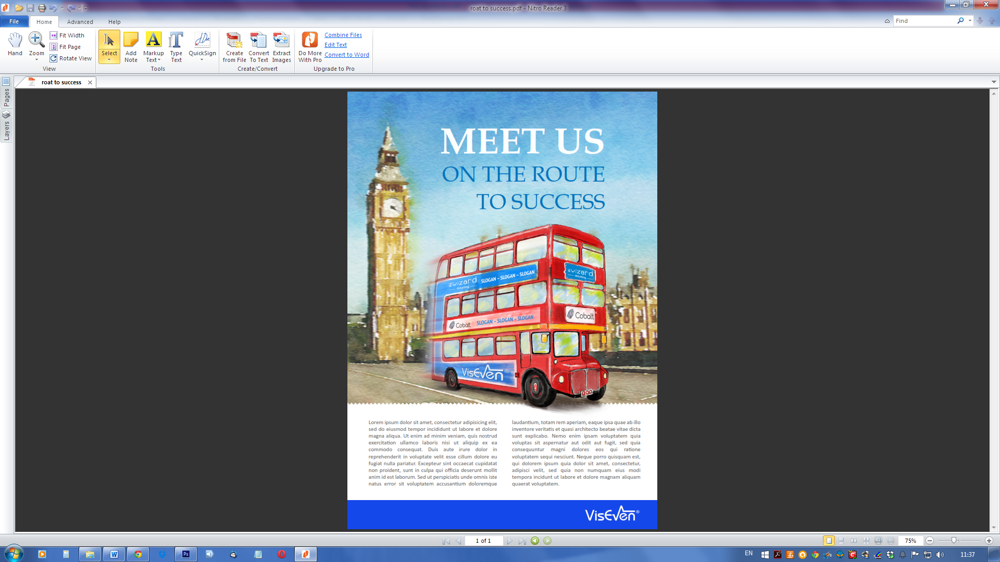 roat to success.pdf - Nitro Reader 3
File
Home
Advanced
Help
Find
Hand
Zoom
Fit Width
Fit Page
Rotate View
View
Select
Add
Note
Markup
Text
Type
Text
QuickSign
Tools
Create
from File
Convert
To Text
Extract
Images
Create/Convert
Do More
With Pro
Combine Files
Edit Text
Convert to Word
Upgrade to Pro
roat to success
Pages
Layers
MEET US
ON THE ROUTE
TO SUCCESS
ewizard
detailing
SLOGAN – SLOGAN – SLOGAN
ewizard
detailing
Cobalt
SLOGAN – SLOGAN – SLOGAN
Cobalt
VisEven®
Lorem ipsum dolor sit amet, consectetur adipisicing elit,
sed do eiusmod tempor incididunt ut labore et dolore
magna aliqua. Ut enim ad minim veniam, quis nostrud
exercitation ullamco laboris nisi ut aliquip ex ea
commodo consequat. Duis aute irure dolor in
reprehenderit in voluptate velit esse cillum dolore eu
fugiat nulla pariatur. Excepteur sint occaecat cupidatat
non proident, sunt in culpa qui officia deserunt mollit
anim id est laborum. Sed ut perspiciatis unde omnis iste
natus error sit voluptatem accusantium doloremque
laudantium, totam rem aperiam, eaque ipsa quae ab illo
inventore veritatis et quasi architecto beatae vitae dicta
sunt explicabo. Nemo enim ipsam voluptatem quia
voluptas sit aspernatur aut odit aut fugit, sed quia
consequuntur magni dolores eos qui ratione
voluptatem sequi nesciunt. Neque porro quisquam est,
qui dolorem ipsum quia dolor sit amet, consectetur,
adipisci velit, sed quia non numquam eius modi
tempora incidunt ut labore et dolore magnam aliquam
quaerat voluptatem.
VisEven®
1 of 1
75%
EN
11:37